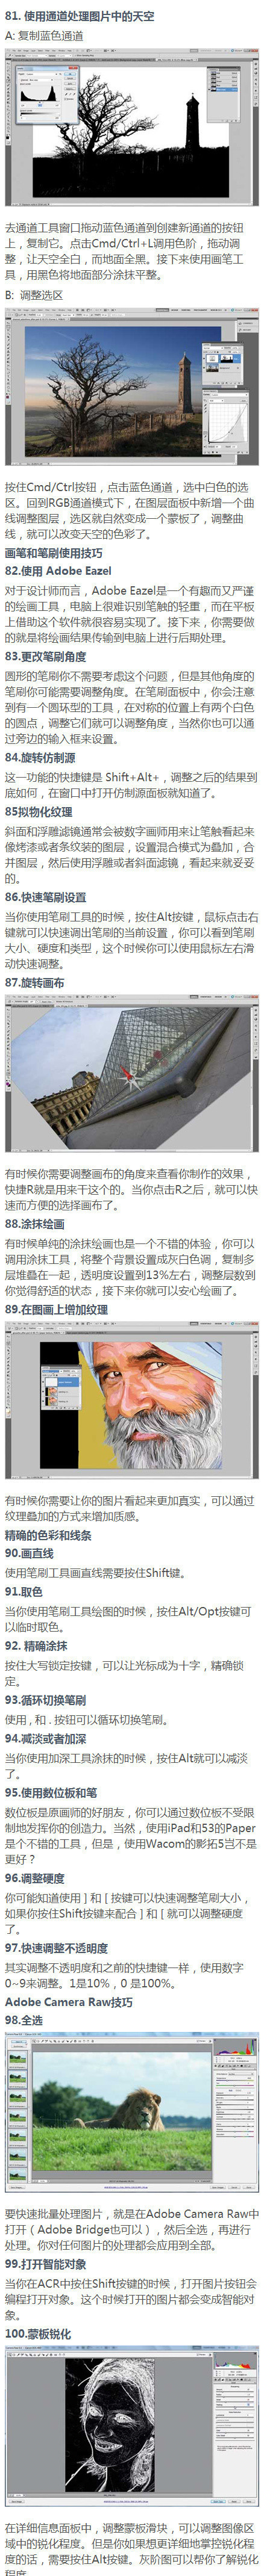 81. 使用通道处理图片中的天空
A: 复制蓝色通道
去通道工具窗口拖动蓝色通道到创建新通道的按钮
上，复制它。点击Cmd/Ctrl+L调用色阶，拖动调
整，让天空全白，而地面全黑。接下来使用画笔工
具，用黑色将地面部分涂抹平整。
B: 调整选区
按住Cmd/Ctrl按钮，点击蓝色通道，选中白色的选
区。回到RGB通道模式下，在图层面板中新增一个曲
线调整图层，选区就自然变成一个蒙版了，调整曲
线，就可以改变天空的色彩了。
画笔和笔刷使用技巧
82.使用 Adobe Eazel
对于设计师而言，Adobe Eazel是一个有趣而又严谨
的绘画工具，电脑上很难识别笔触的轻重，而在平板
上借助这个软件就很容易实现了。接下来，你需要做
的就是将绘画结果传输到电脑上进行后期处理。
83.更改笔刷角度
圆形的笔刷你不需要考虑这个问题，但是其他角度的
笔刷你可能需要调整角度。在笔刷面板中，你会注意
到有一个圆环型的工具，在对称的位置上有两个白色
的圆点，调整它们就可以调整角度，当然你也可以通
过旁边的输入框来设置。
84.旋转仿制源
这一功能的快捷键是 Shift+Alt+，调整之后的结果到
底如何，在窗口中打开仿制源面板就知道了。
85拟物化纹理
斜面和浮雕滤镜通常会被数字画师用来让笔触看起来
像烤漆或者条纹装的图层，设置混合模式为叠加，合
并图层，然后使用浮雕或者斜面滤镜，看起来就妥妥
的。
86.快速笔刷设置
当你使用笔刷工具的时候，按住Alt按键，鼠标点击右
键就可以快速调出笔刷的当前设置，你可以看到笔刷
大小、硬度和类型，这个时候你可以使用鼠标左右滑
动快速调整。
87.旋转画布
有时候你需要调整画布的角度来查看你制作的效果，
快捷R就是用来干这个的。当你点击R之后，就可以快
速而方便的选择画布了。
88.涂抹绘画
有时候单纯的涂抹绘画也是一个不错的体验，你可以
调用涂抹工具，将整个背景设置成灰白色调，复制多
层堆叠在一起，透明度设置到13%左右，调整层数到
你觉得舒适的状态，接下来你就可以安心绘画了。
89.在图画上增加纹理
有时候你需要让你的图片看起来更加真实，可以通过
纹理叠加的方式来增加质感。
精确的色彩和线条
90.画直线
使用笔刷工具画直线需要按住Shift键。
91.取色
当你使用笔刷工具绘图的时候，按住Alt/Opt按键可
以临时取色。
92. 精确涂抹
按住大写锁定按键，可以让光标成为十字，精确锁
定。
93.循环切换笔刷
使用 , 和 . 按钮可以循环切换笔刷。
94.减淡或者加深
当你使用加深工具涂抹的时候，按住Alt就可以减淡
了。
95.使用数位板和笔
数位板是原画师的好朋友，你可以通过数位板不受限
制地发挥你的创造力。当然，使用iPad和53的Paper
是个不错的工具，但是，使用Wacom的影拓5岂不是
更好？
96.调整硬度
你可能知道使用 ] 和 [ 按键可以快速调整笔刷大小，
如果你按住Shift按键来配合 ] 和 [ 就可以调整硬度
了。
97.快速调整不透明度
其实调整不透明度和之前的快捷键一样，使用数字
0~9来调整。1是10%，0 是100%。
Adobe Camera Raw技巧
98.全选
要快速批量处理图片，就是在Adobe Camera Raw中
打开（Adobe Bridge也可以），然后全选，再进行
处理。你对任何图片的处理都会应用到全部。
99.打开智能对象
当你在ACR中按住Shift按键的时候，打开图片按钮会
编程打开对象。这个时候打开的图片都会变成智能对
象。
100.蒙板锐化
在详细信息面板中，调整蒙板滑块，可以调整图像区
域中的锐化程度。但是你如果想更详细地掌控锐化程
度的话，需要按住Alt按键。灰阶图可以帮你了解锐化
程度。